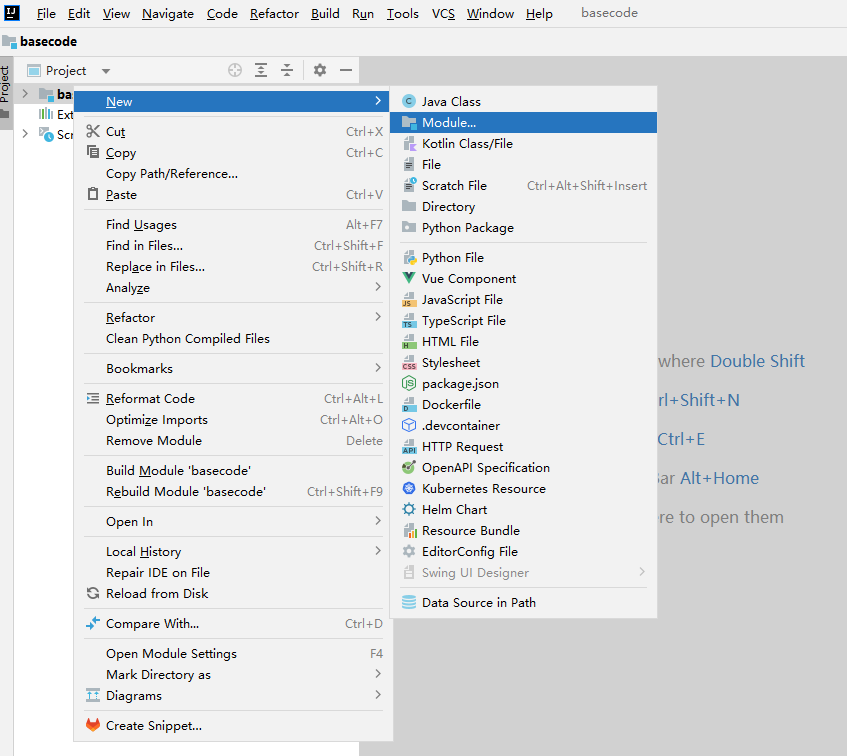 IJ File Edit View Navigate Code Refactor Build Run Tools VCS Window Help basecode
basecode
Project
Project
New
Cut Ctrl+X
Copy Ctrl+C
Copy Path/Reference...
Paste Ctrl+V
Find Usages Alt+F7
Find in Files... Ctrl+Shift+F
Replace in Files... Ctrl+Shift+R
Analyze
Refactor
Clean Python Compiled Files
Bookmarks
Reformat Code Ctrl+Alt+L
Optimize Imports Ctrl+Alt+O
Remove Module Delete
Build Module 'basecode'
Rebuild Module 'basecode' Ctrl+Shift+F9
Open In
Local History
Repair IDE on File
Reload from Disk
Compare With... Ctrl+D
Open Module Settings F4
Mark Directory as
Diagrams
Create Snippet...
Java Class
Module...
Kotlin Class/File
File
Scratch File Ctrl+Alt+Shift+Insert
Directory
Python Package
Python File
Vue Component
JavaScript File
TypeScript File
HTML File
Stylesheet
package.json
Dockerfile
.devcontainer
HTTP Request
OpenAPI Specification
Kubernetes Resource
Helm Chart
Resource Bundle
EditorConfig File
Swing UI Designer
Data Source in Path
where Double Shift
rl+Shift+N
Ctrl+E
Bar Alt+Home
re to open them